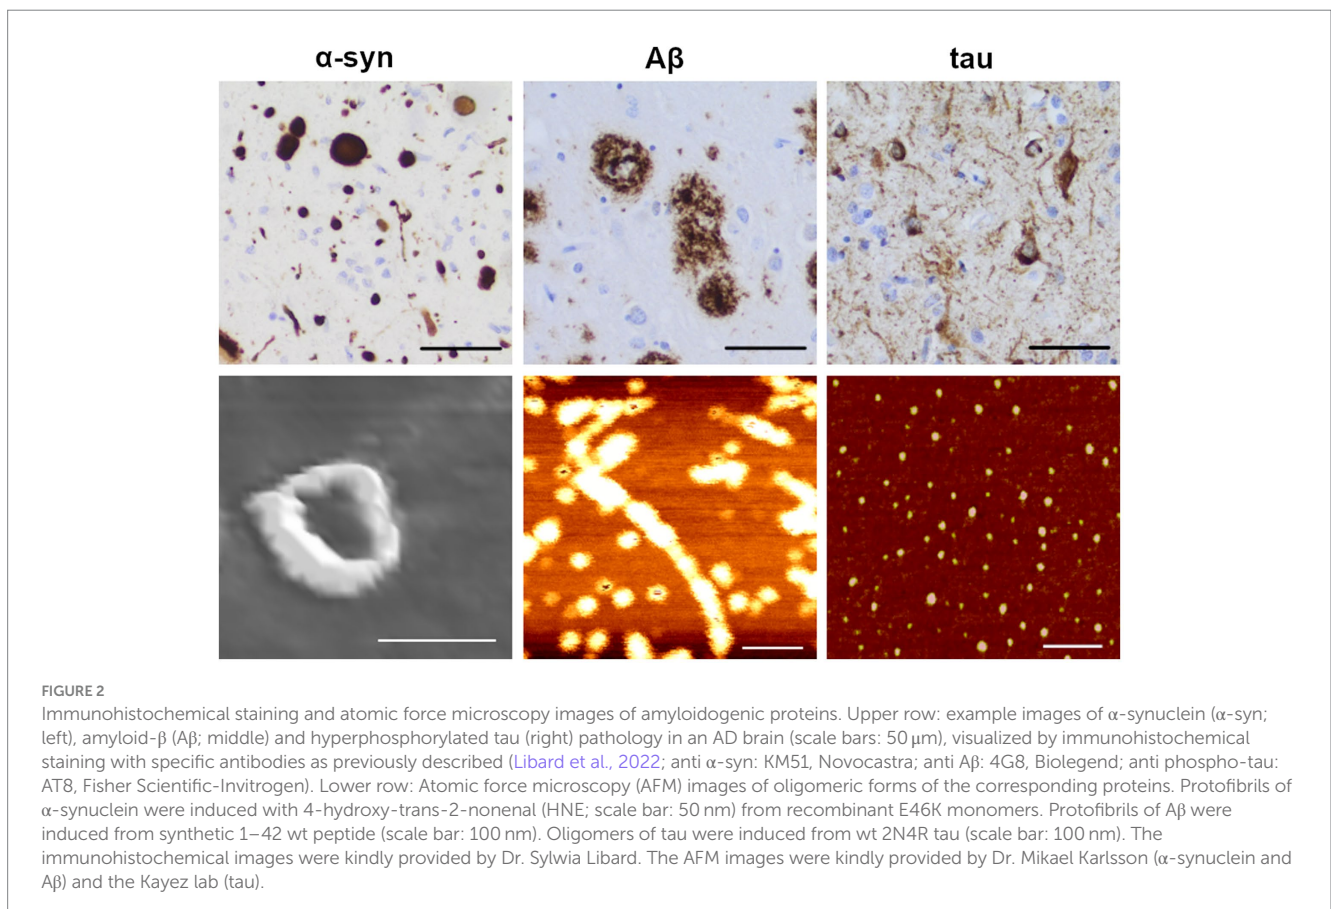 α-syn
Aβ
tau
FIGURE 2
Immunohistochemical staining and atomic force microscopy images of amyloidogenic proteins. Upper row: example images of α-synuclein (α-syn;
left), amyloid-β (Aβ; middle) and hyperphosphorylated tau (right) pathology in an AD brain (scale bars: 50 μm), visualized by immunohistochemical
staining with specific antibodies as previously described (Libard et al., 2022; anti α-syn: KM51, Novocastra; anti Aβ: 4G8, Biolegend; anti phospho-tau:
AT8, Fisher Scientific-Invitrogen). Lower row: Atomic force microscopy (AFM) images of oligomeric forms of the corresponding proteins. Protofibrils of
α-synuclein were induced with 4-hydroxy-trans-2-nonenal (HNE; scale bar: 50 nm) from recombinant E46K monomers. Protofibrils of Aβ were
induced from synthetic 1–42 wt peptide (scale bar: 100 nm). Oligomers of tau were induced from wt 2N4R tau (scale bar: 100 nm). The
immunohistochemical images were kindly provided by Dr. Sylwia Libard. The AFM images were kindly provided by Dr. Mikael Karlsson (α-synuclein and
Aβ) and the Kayez lab (tau).